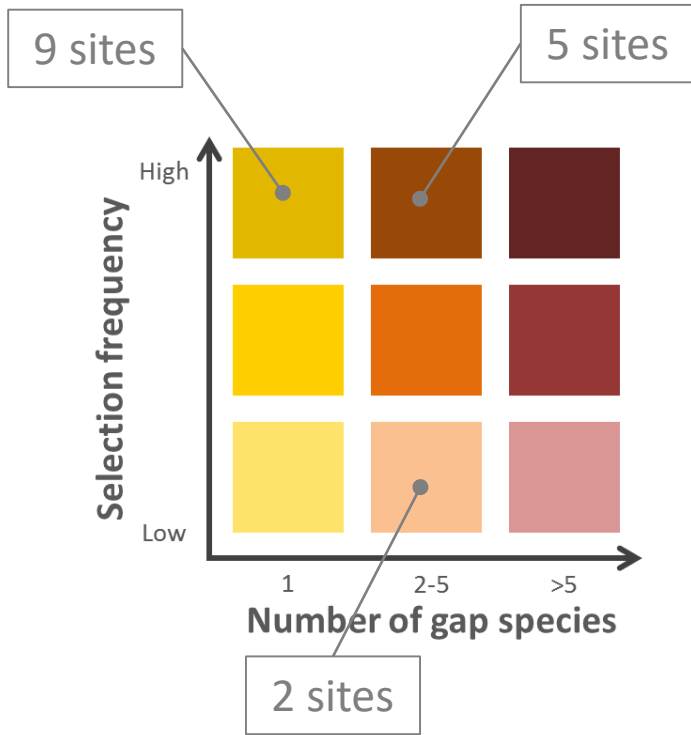 9 sites
5 sites
High
Selection frequency
Low
1
2-5
>5
Number of gap species
2 sites